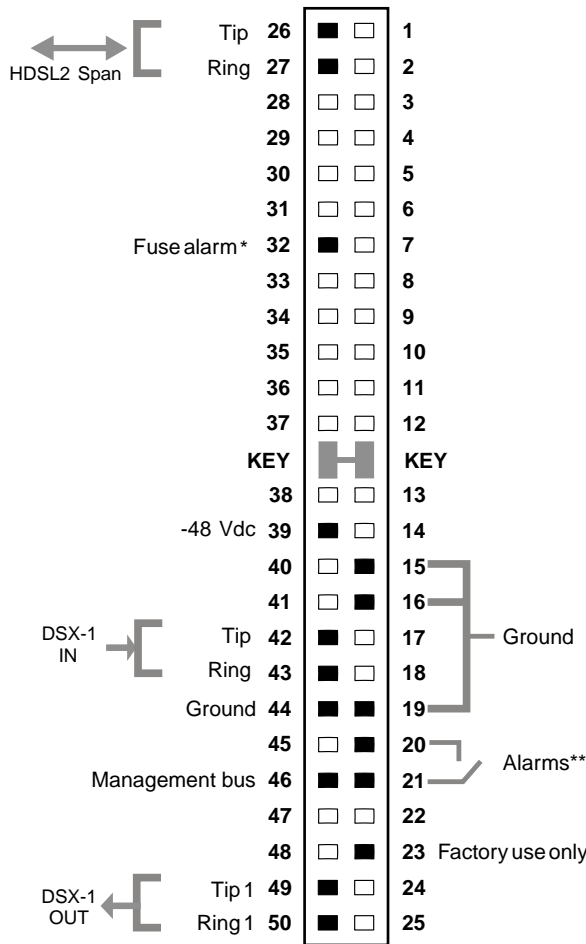 Tip 26 1
HDSL2 Span
Ring 27 2
28 3
29 4
30 5
31 6
Fuse alarm* 32 7
33 8
34 9
35 10
36 11
37 12
KEY KEY
38 13
-48 Vdc 39 14
40 15
41 16
DSX-1
IN
Tip 42 17
Ground
Ring 43 18
Ground 44 19
45 20
Alarms**
Management bus 46 21
47 22
48 23 Factory use only
DSX-1
OUT
Tip 1 49 24
Ring 1 50 25